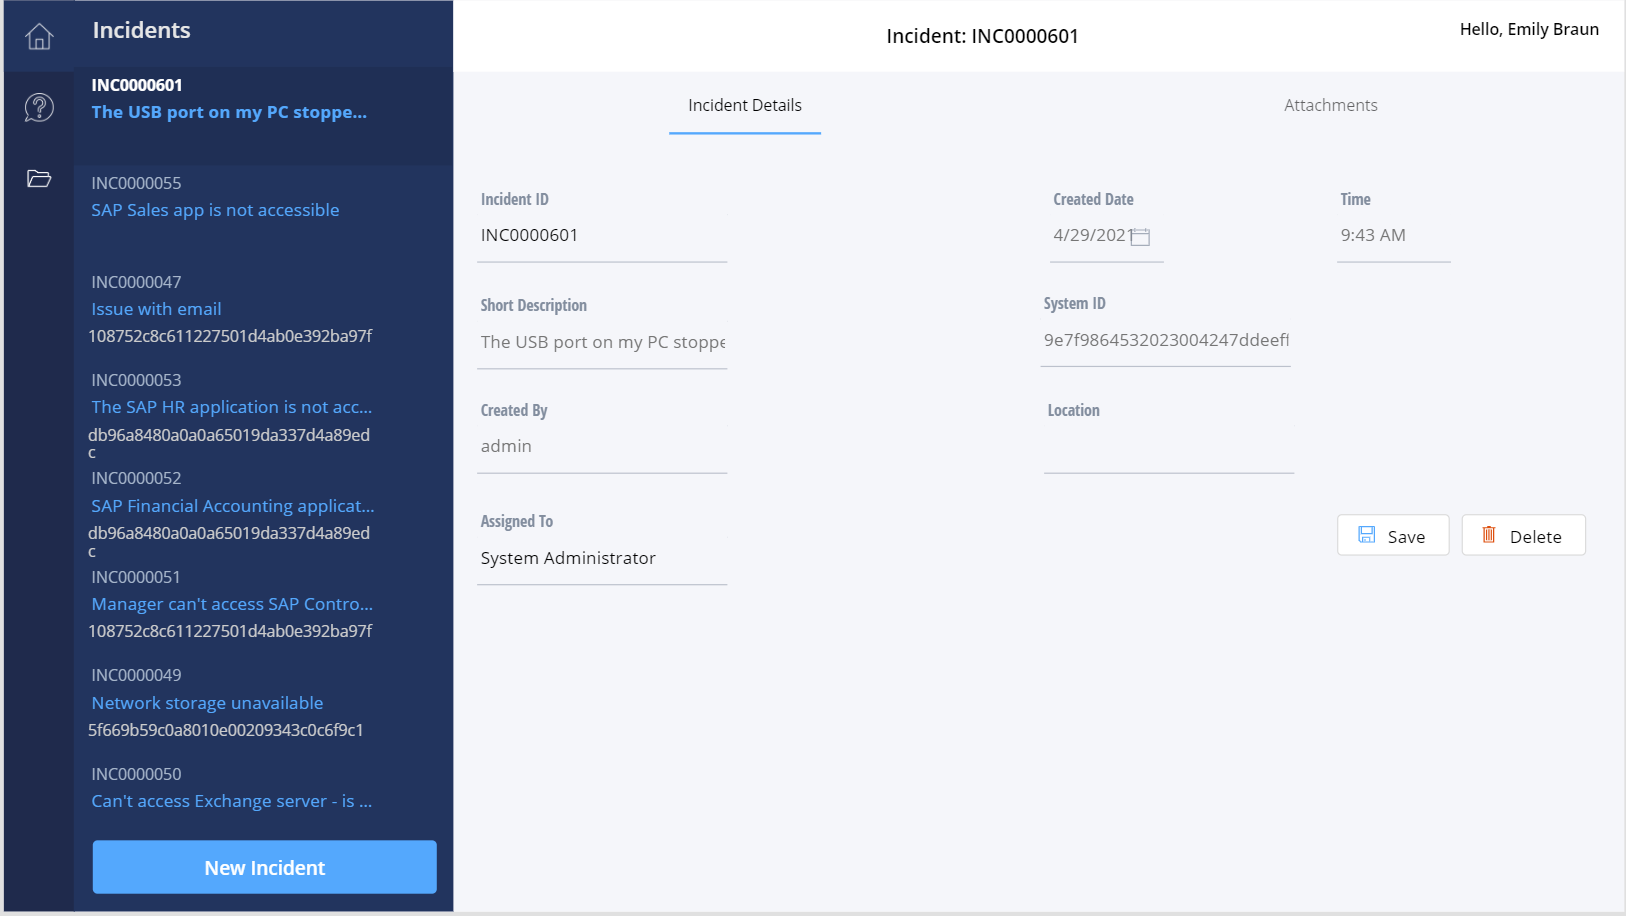 Incidents
INC0000601
The USB port on my PC stoppe...
INC0000055
SAP Sales app is not accessible
INC0000047
Issue with email
108752c8c611227501d4ab0e392ba97f
INC0000053
The SAP HR application is not acc...
db96a8480a0a0a65019da337d4a89ed
c
INC0000052
SAP Financial Accounting applicat...
db96a8480a0a0a65019da337d4a89ed
c
INC0000051
Manager can't access SAP Contro...
108752c8c611227501d4ab0e392ba97f
INC0000049
Network storage unavailable
5f669b59c0a8010e00209343c0c6f9c1
INC0000050
Can't access Exchange server - is ...
New Incident
Incident: INC0000601
Hello, Emily Braun
Incident Details
Attachments
Incident ID
INC0000601
Created Date
4/29/2021
Time
9:43 AM
Short Description
The USB port on my PC stoppe
System ID
9e7f9864532023004247ddeeff
Created By
admin
Location
Assigned To
System Administrator
Save
Delete